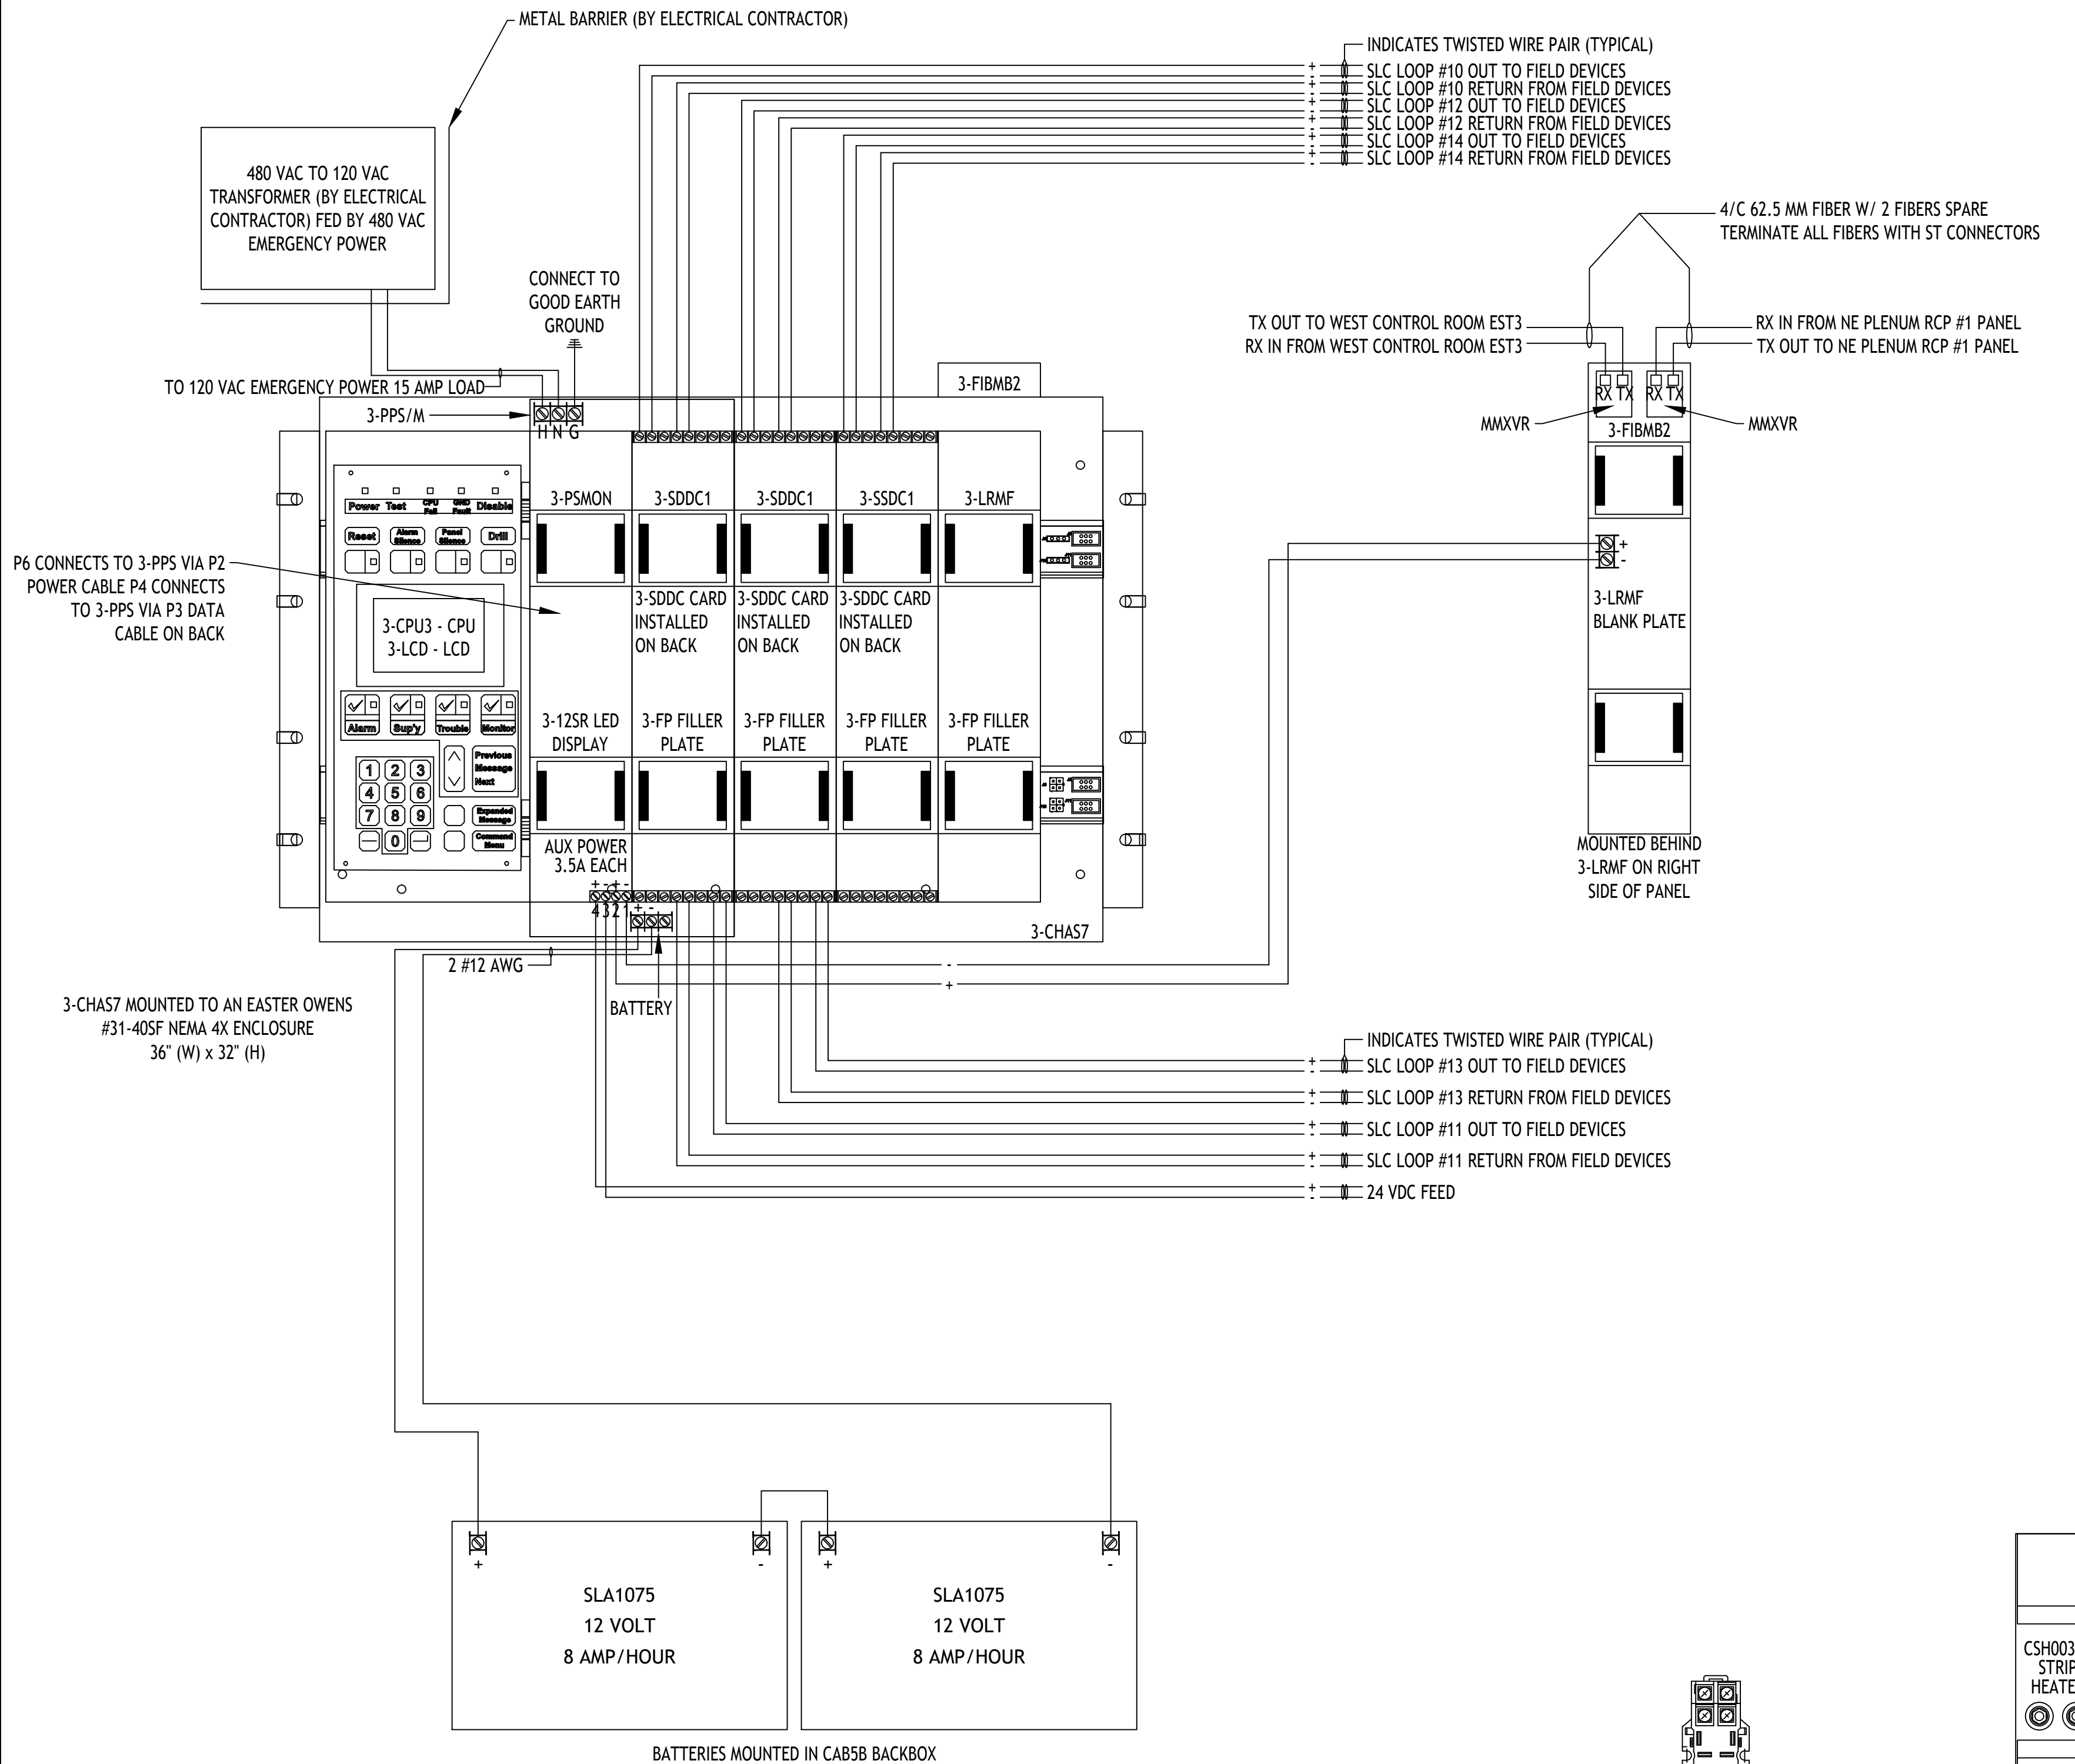 METAL BARRIER (BY ELECTRICAL CONTRACTOR)
480 VAC TO 120 VAC
TRANSFORMER (BY ELECTRICAL
CONTRACTOR) FED BY 480 VAC
EMERGENCY POWER
CONNECT TO
GOOD EARTH
GROUND
TO 120 VAC EMERGENCY POWER 15 AMP LOAD
3-PPS/M
H N G
INDICATES TWISTED WIRE PAIR (TYPICAL)
+ - SLC LOOP #10 OUT TO FIELD DEVICES
+ - SLC LOOP #10 RETURN FROM FIELD DEVICES
+ - SLC LOOP #12 OUT TO FIELD DEVICES
+ - SLC LOOP #12 RETURN FROM FIELD DEVICES
+ - SLC LOOP #14 OUT TO FIELD DEVICES
+ - SLC LOOP #14 RETURN FROM FIELD DEVICES
4/C 62.5 MM FIBER W/ 2 FIBERS SPARE
TERMINATE ALL FIBERS WITH ST CONNECTORS
TX OUT TO WEST CONTROL ROOM EST3
RX IN FROM WEST CONTROL ROOM EST3
RX IN FROM NE PLENUM RCP #1 PANEL
TX OUT TO NE PLENUM RCP #1 PANEL
RX TX RX TX
MMXVR
MMXVR
3-FIBMB2
+
-
3-LRMF
BLANK PLATE
MOUNTED BEHIND
3-LRMF ON RIGHT
SIDE OF PANEL
3-FIBMB2
Power Test CPU Fail GND Fault Disable
Reset Alarm Silence Panel Silence Drill
3-CPU3 - CPU
3-LCD - LCD
Alarm Sup'y Trouble Monitor
Previous
Message
Next
1 2 3
4 5 6
7 8 9
0
Expanded
Message
Command
Menu
P6 CONNECTS TO 3-PPS VIA P2
POWER CABLE P4 CONNECTS
TO 3-PPS VIA P3 DATA
CABLE ON BACK
3-PSMON
3-SDDC1
3-SDDC1
3-SSDC1
3-LRMF
3-SDDC CARD
INSTALLED
ON BACK
3-SDDC CARD
INSTALLED
ON BACK
3-SDDC CARD
INSTALLED
ON BACK
3-12SR LED
DISPLAY
3-FP FILLER
PLATE
3-FP FILLER
PLATE
3-FP FILLER
PLATE
3-FP FILLER
PLATE
AUX POWER
3.5A EACH
+ - + -
4 3 2 1 + -
3-CHAS7
2 #12 AWG
BATTERY
-
+
3-CHAS7 MOUNTED TO AN EASTER OWENS
#31-40SF NEMA 4X ENCLOSURE
36" (W) x 32" (H)
INDICATES TWISTED WIRE PAIR (TYPICAL)
+ - SLC LOOP #13 OUT TO FIELD DEVICES
+ - SLC LOOP #13 RETURN FROM FIELD DEVICES
+ - SLC LOOP #11 OUT TO FIELD DEVICES
+ - SLC LOOP #11 RETURN FROM FIELD DEVICES
+ - 24 VDC FEED
+ -
SLA1075
12 VOLT
8 AMP/HOUR
+ -
SLA1075
12 VOLT
8 AMP/HOUR
BATTERIES MOUNTED IN CAB5B BACKBOX
CSH003
STRIP
HEATE